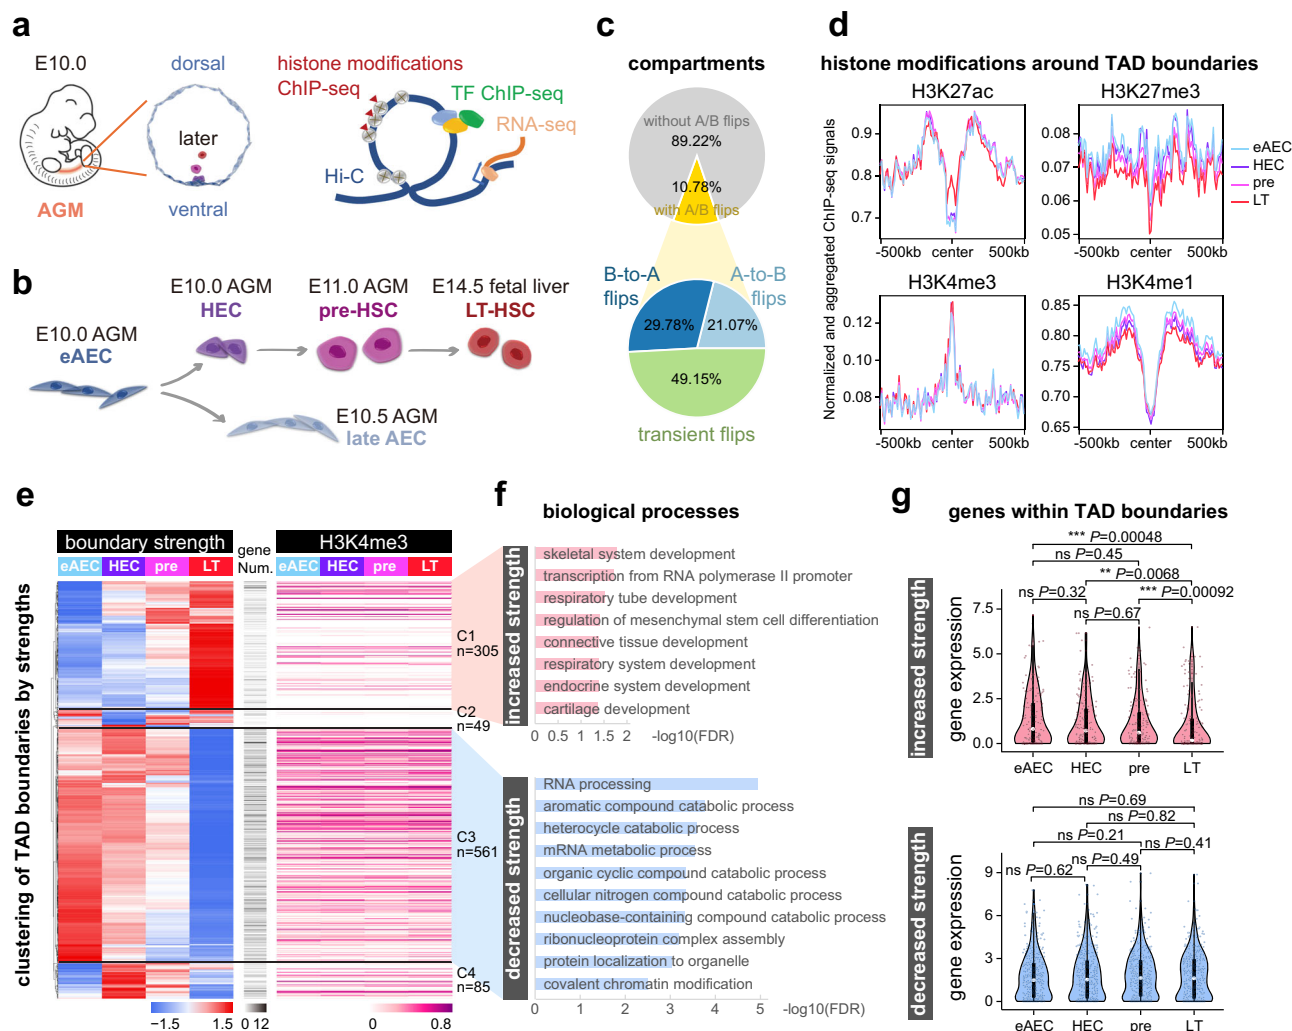 a
E10.0
dorsal
later
ventral
AGM
histone modifications
ChIP-seq
TF ChIP-seq
RNA-seq
Hi-C
b
E10.0 AGM
eAEC
E10.0 AGM
HEC
E11.0 AGM
pre-HSC
E14.5 fetal liver
LT-HSC
E10.5 AGM
late AEC
c
compartments
without A/B flips
89.22%
10.78%
with A/B flips
B-to-A
flips
A-to-B
flips
29.78%
21.07%
49.15%
transient flips
d
histone modifications around TAD boundaries
Normalized and aggregated ChIP-seq signals
H3K27ac
0.9
0.8
0.7
-500kb center 500kb
H3K27me3
0.08
0.07
0.06
0.05
-500kb center 500kb
eAEC
HEC
pre
LT
H3K4me3
0.12
0.10
0.08
-500kb center 500kb
H3K4me1
0.85
0.80
0.75
0.70
0.65
-500kb center 500kb
e
clustering of TAD boundaries by strengths
boundary strength
eAEC HEC pre LT
gene
Num.
H3K4me3
eAEC HEC pre LT
C1
n=305
C2
n=49
C3
n=561
C4
n=85
−1.5 1.5
0 12
0 0.8
f
biological processes
increased strength
skeletal system development
transcription from RNA polymerase II promoter
respiratory tube development
regulation of mesenchymal stem cell differentiation
connective tissue development
respiratory system development
endocrine system development
cartilage development
0 0.5 1 1.5 2 -log10(FDR)
decreased strength
RNA processing
aromatic compound catabolic process
heterocycle catabolic process
mRNA metabolic process
organic cyclic compound catabolic process
cellular nitrogen compound catabolic process
nucleobase-containing compound catabolic process
ribonucleoprotein complex assembly
protein localization to organelle
covalent chromatin modification
0 1 2 3 4 5 -log10(FDR)
g
genes within TAD boundaries
increased strength
gene expression
*** P=0.00048
ns P=0.45
** P=0.0068
ns P=0.32
*** P=0.00092
ns P=0.67
7.5
5.0
2.5
0.0
eAEC HEC pre LT
decreased strength
gene expression
ns P=0.69
ns P=0.82
ns P=0.21
ns P=0.41
ns P=0.49
ns P=0.62
9
6
3
0
eAEC HEC pre LT